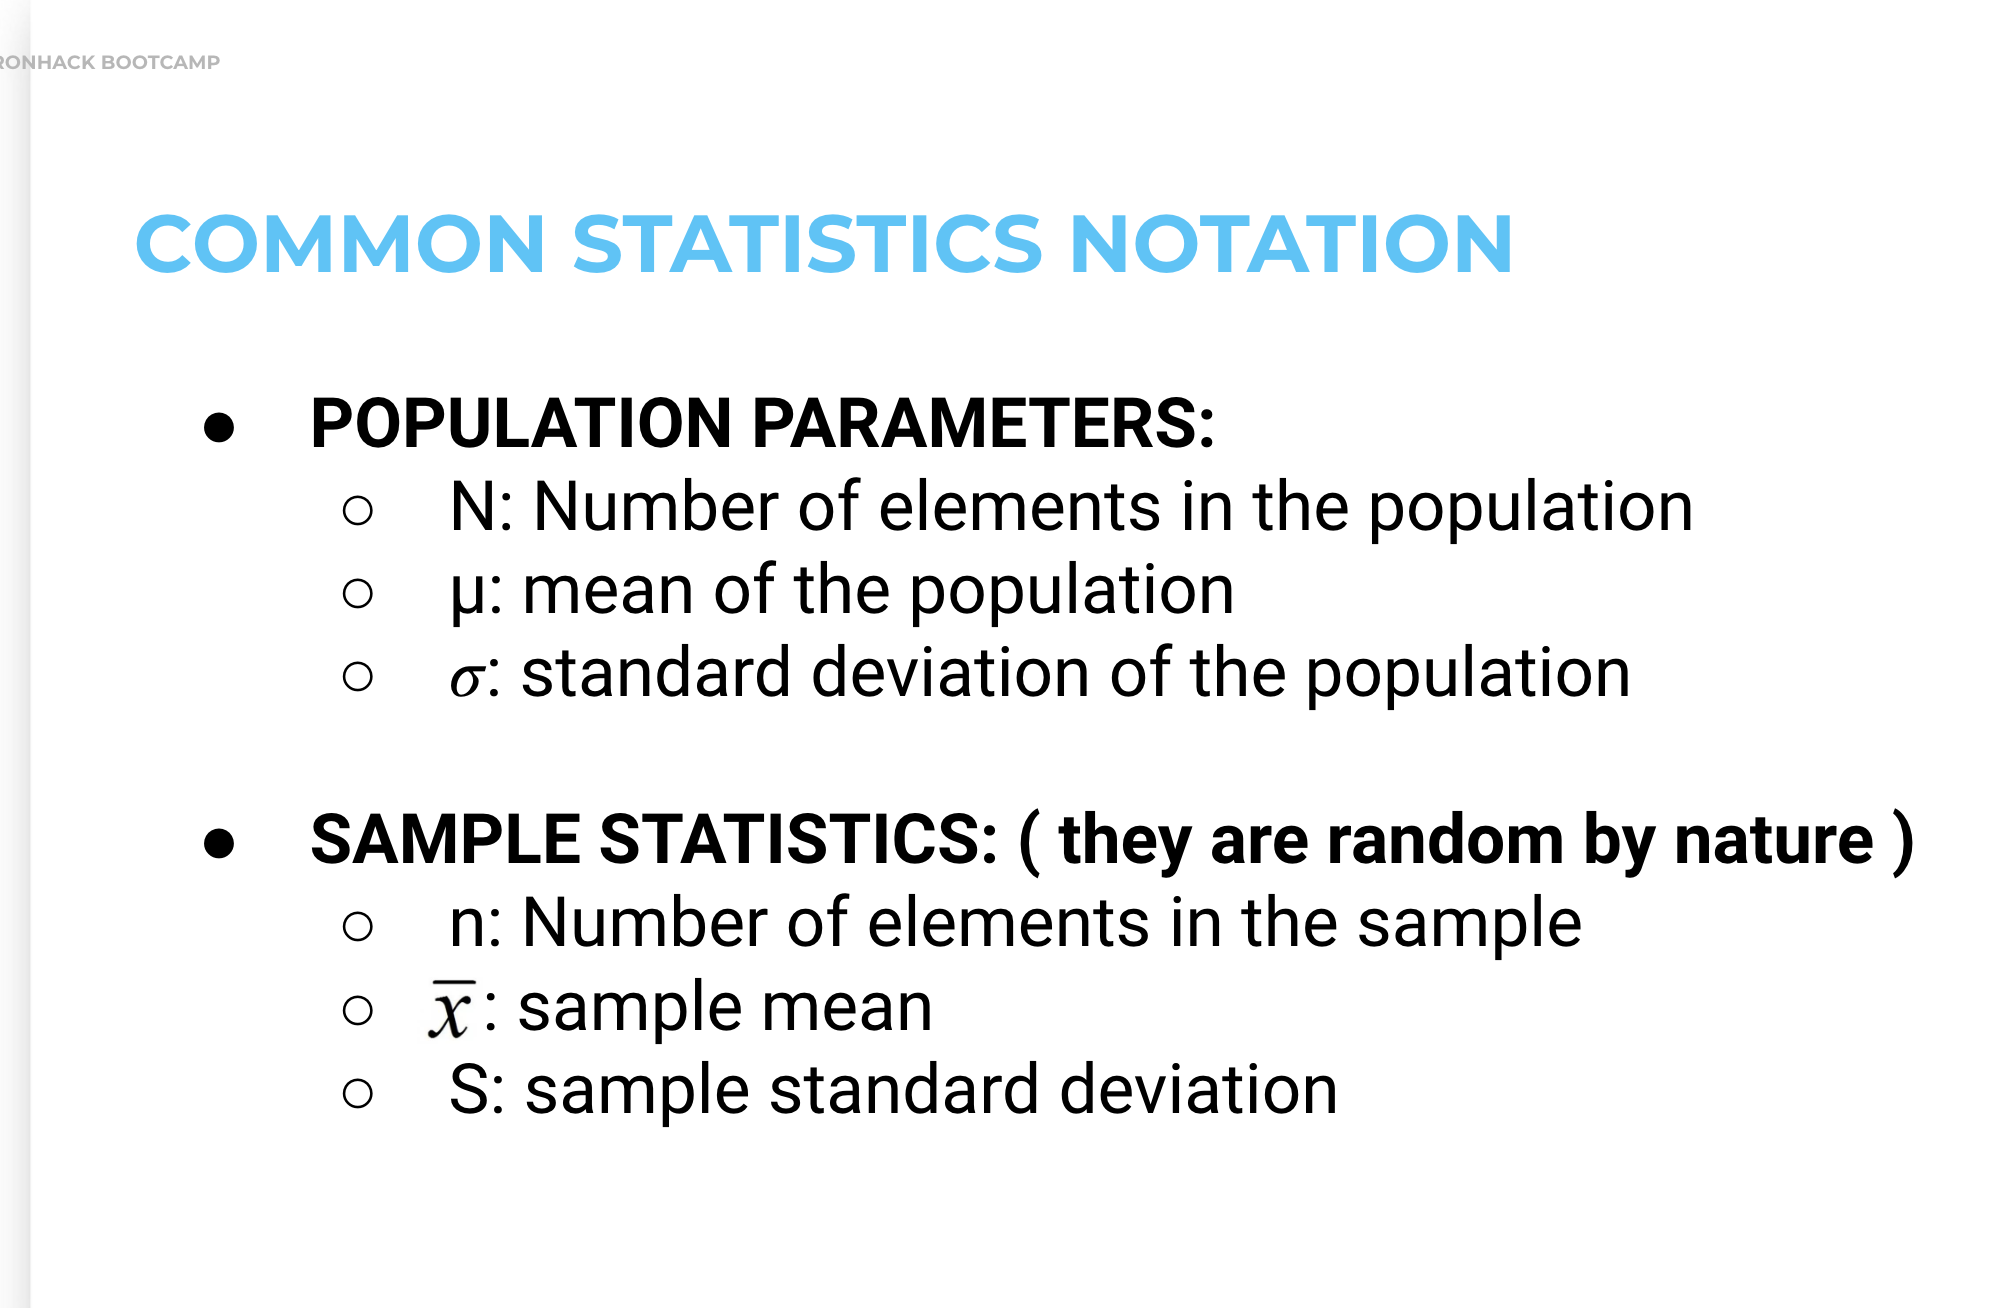 RONHACK BOOTCAMP
COMMON STATISTICS NOTATION
● POPULATION PARAMETERS:
○ N: Number of elements in the population
○ μ: mean of the population
○ σ: standard deviation of the population
● SAMPLE STATISTICS: ( they are random by nature )
○ n: Number of elements in the sample
○ x̅ : sample mean
○ S: sample standard deviation